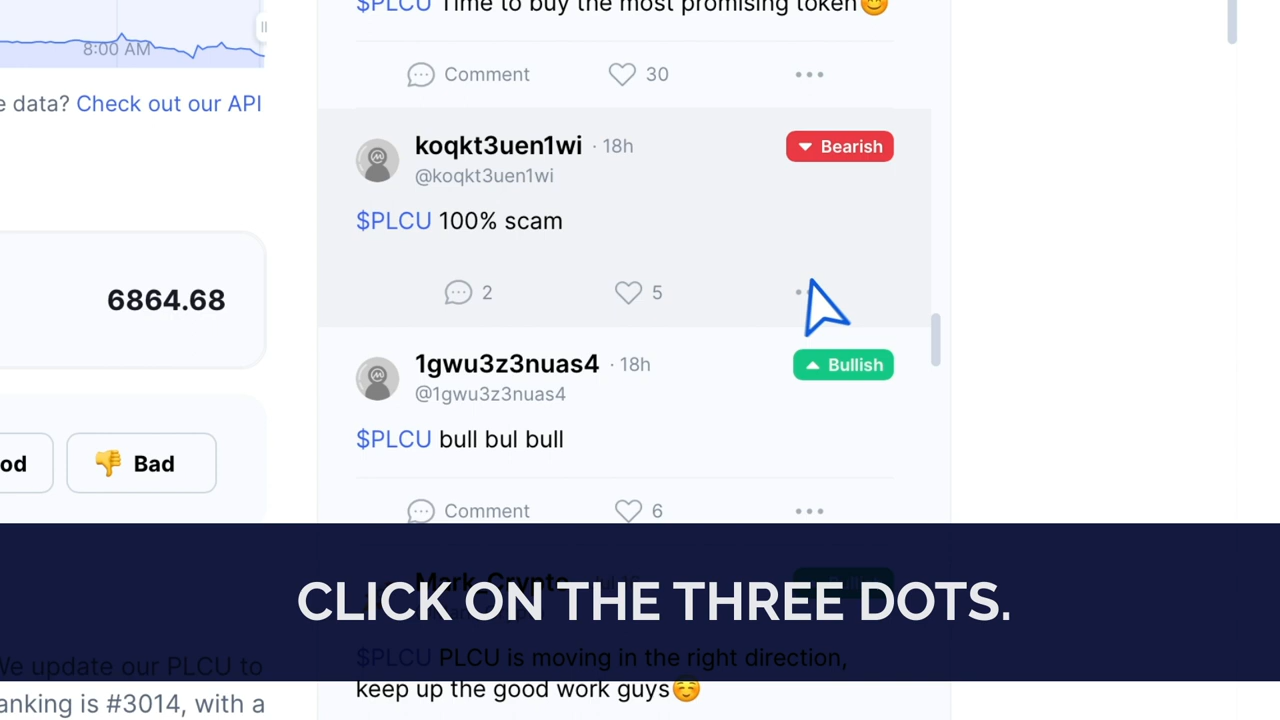 $PLCU Time to buy the most promising token😊
8:00 AM
Comment
30
e data? Check out our API
koqkt3uen1wi · 18h
Bearish
@koqkt3uen1wi
$PLCU 100% scam
6864.68
2
5
1gwu3z3nuas4 · 18h
Bullish
@1gwu3z3nuas4
$PLCU bull bul bull
od
👎 Bad
Comment
6
Mark_Crypto
CLICK ON THE THREE DOTS.
We update our PLCU to
anking is #3014, with a
$PLCU PLCU is moving in the right direction,
keep up the good work guys☺️